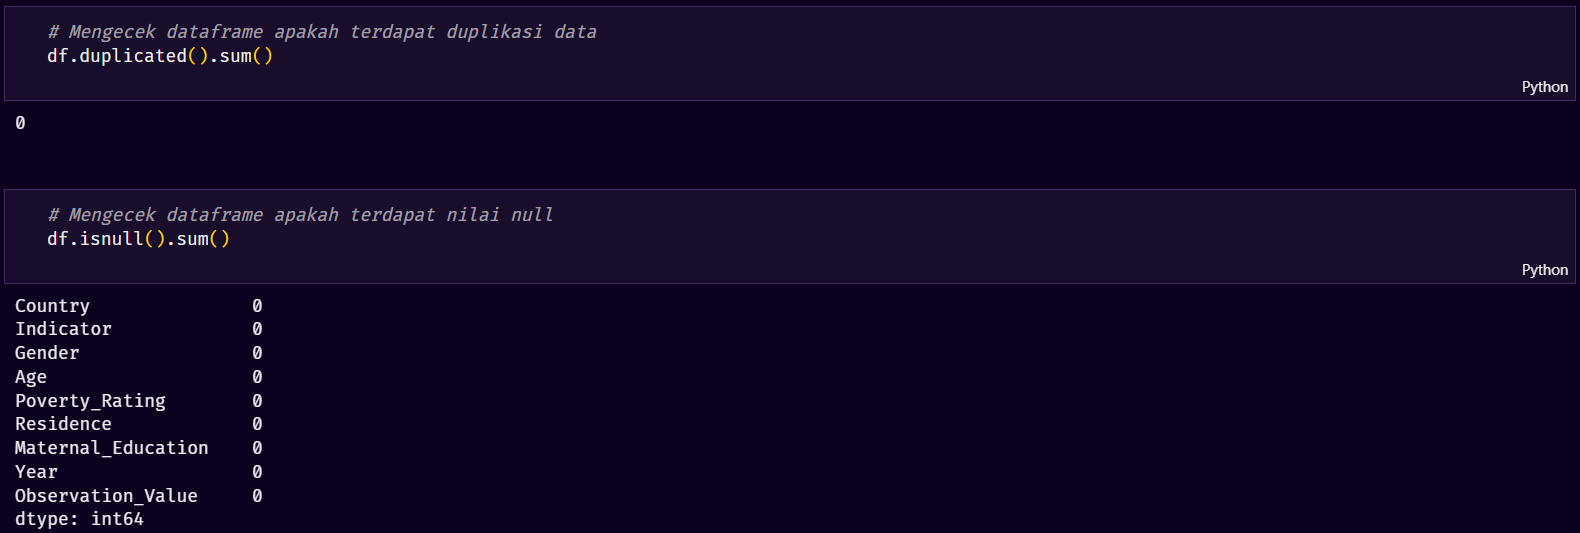 # Mengecek dataframe apakah terdapat duplikasi data
df.duplicated().sum()
Python
0
# Mengecek dataframe apakah terdapat nilai null
df.isnull().sum()
Python
Country 0
Indicator 0
Gender 0
Age 0
Poverty_Rating 0
Residence 0
Maternal_Education 0
Year 0
Observation_Value 0
dtype: int64